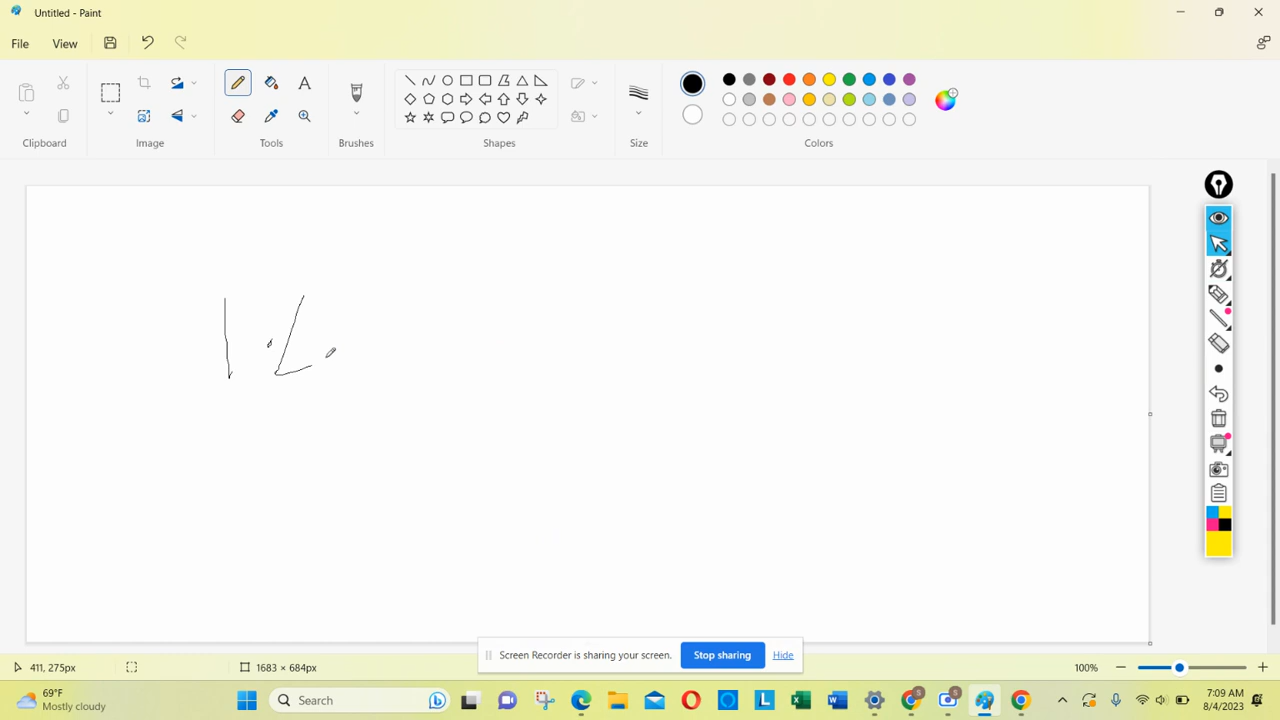 Untitled - Paint
File View
Clipboard Image Tools Brushes Shapes Size Colors
A
411, 275px 1683 × 684px 100%
Screen Recorder is sharing your screen. Stop sharing Hide
69°F
Mostly cloudy
Search
7:09 AM
8/4/2023